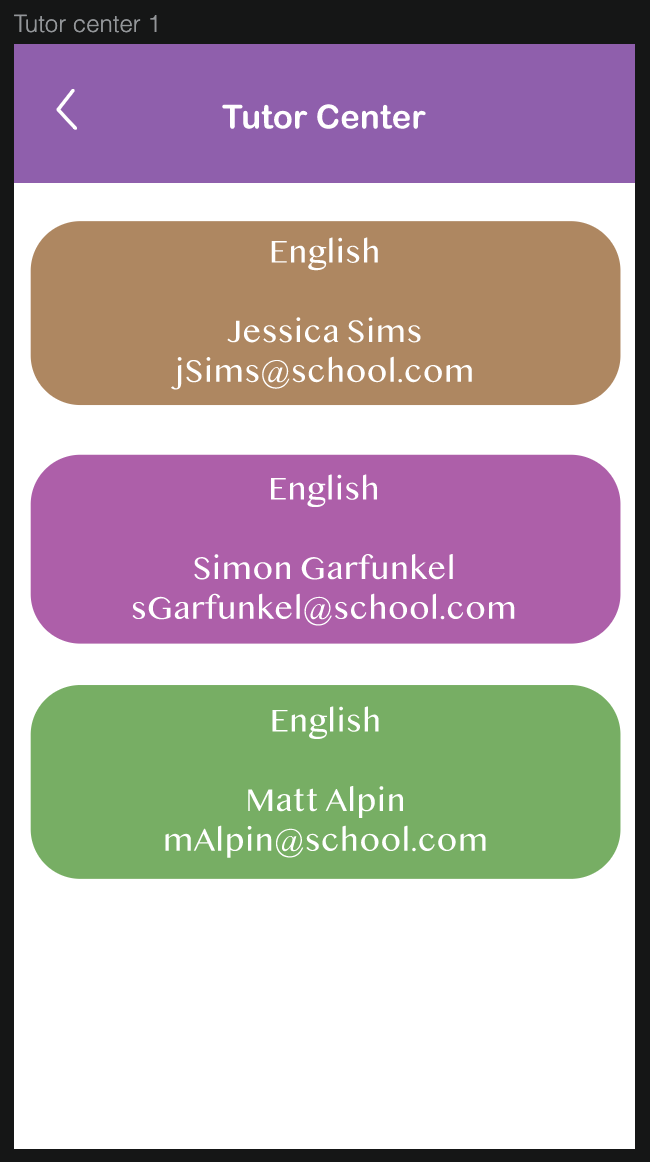 Tutor center 1
Tutor Center
English
Jessica Sims
jSims@school.com
English
Simon Garfunkel
sGarfunkel@school.com
English
Matt Alpin
mAlpin@school.com